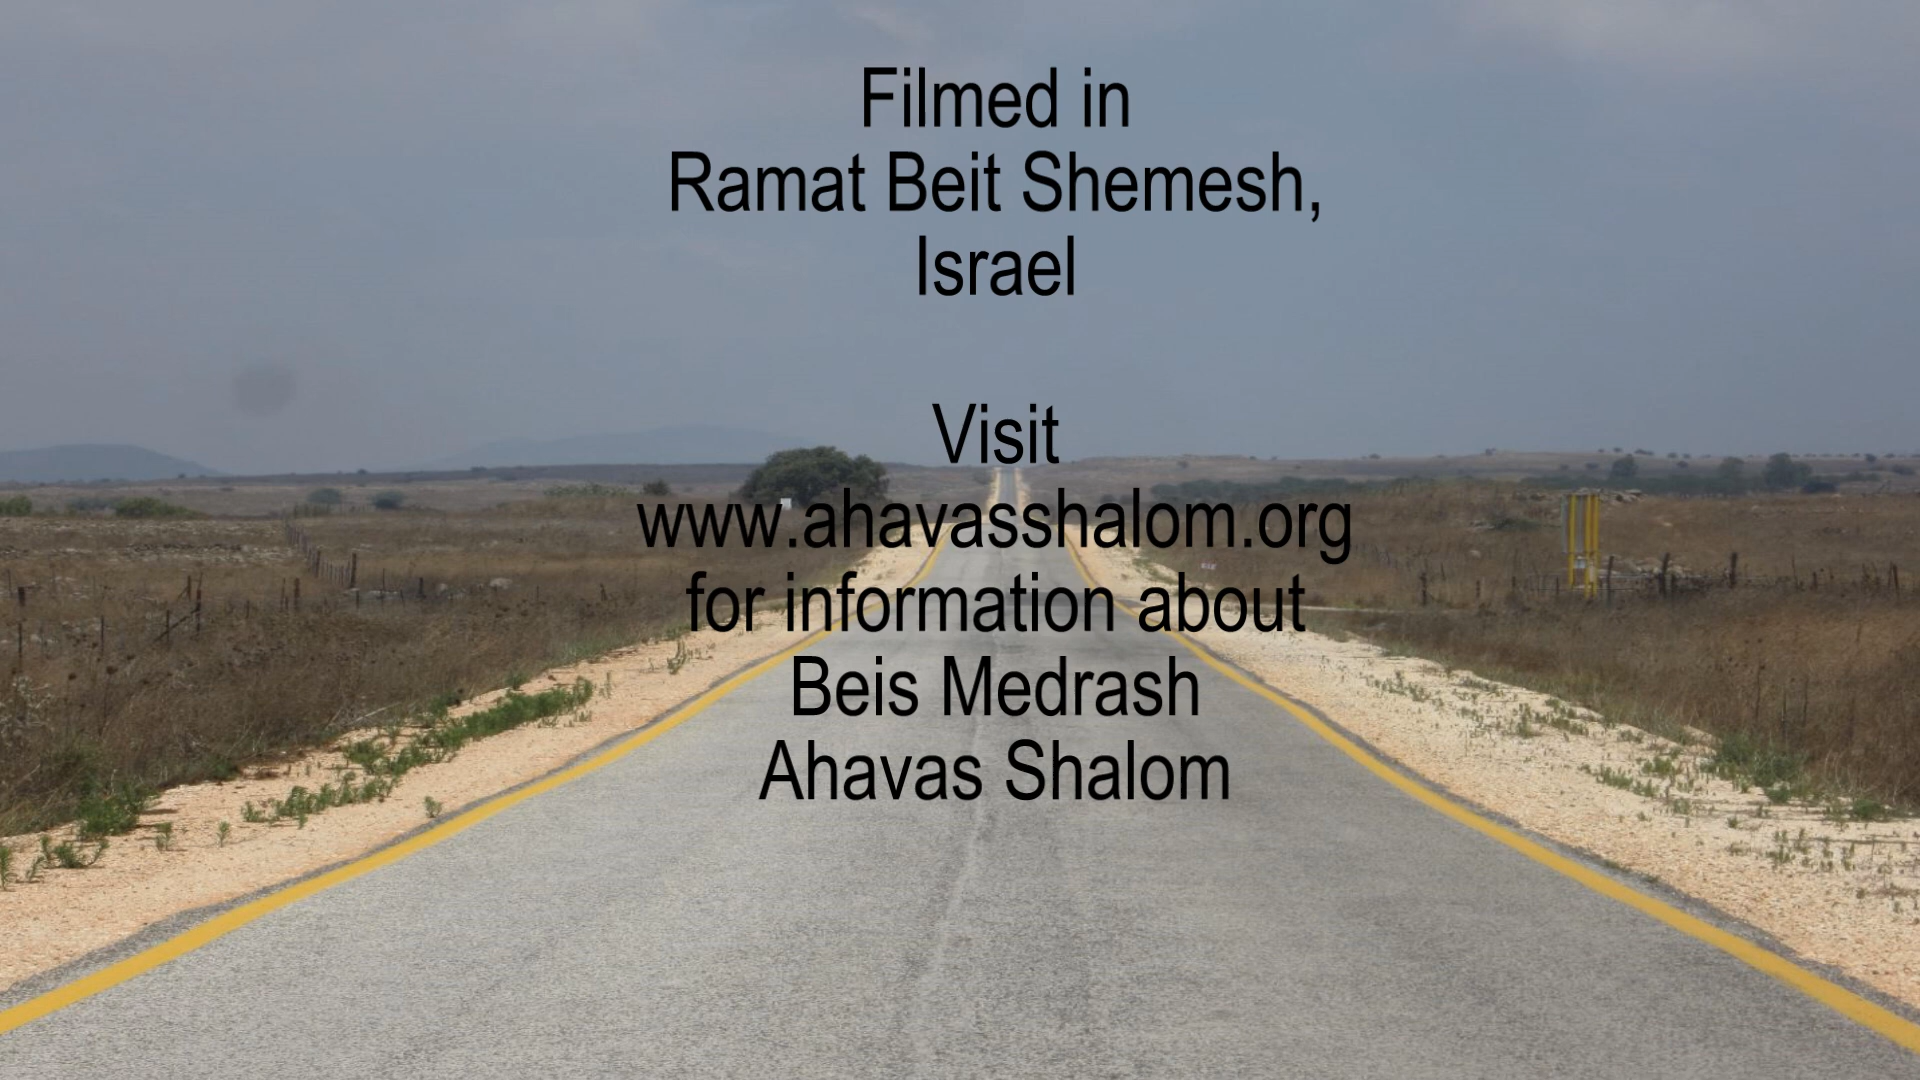 Filmed in
Ramat Beit Shemesh,
Israel
Visit
www.ahavasshalom.org
for information about
Beis Medrash
Ahavas Shalom